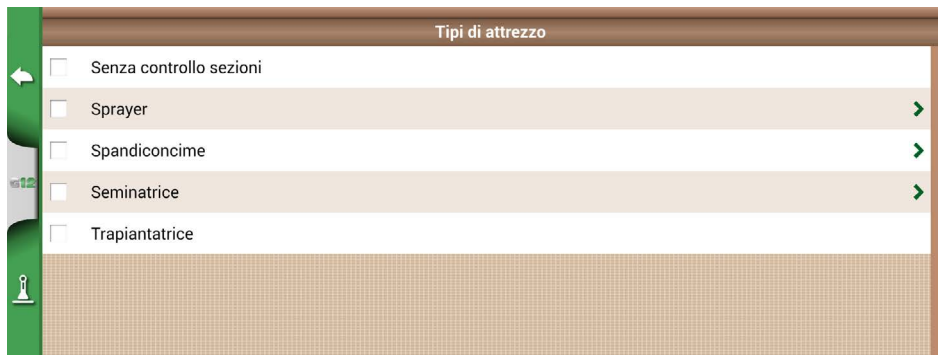 Tipi di attrezzo
Senza controllo sezioni
Sprayer
Spandiconcime
Seminatrice
Trapiantatrice